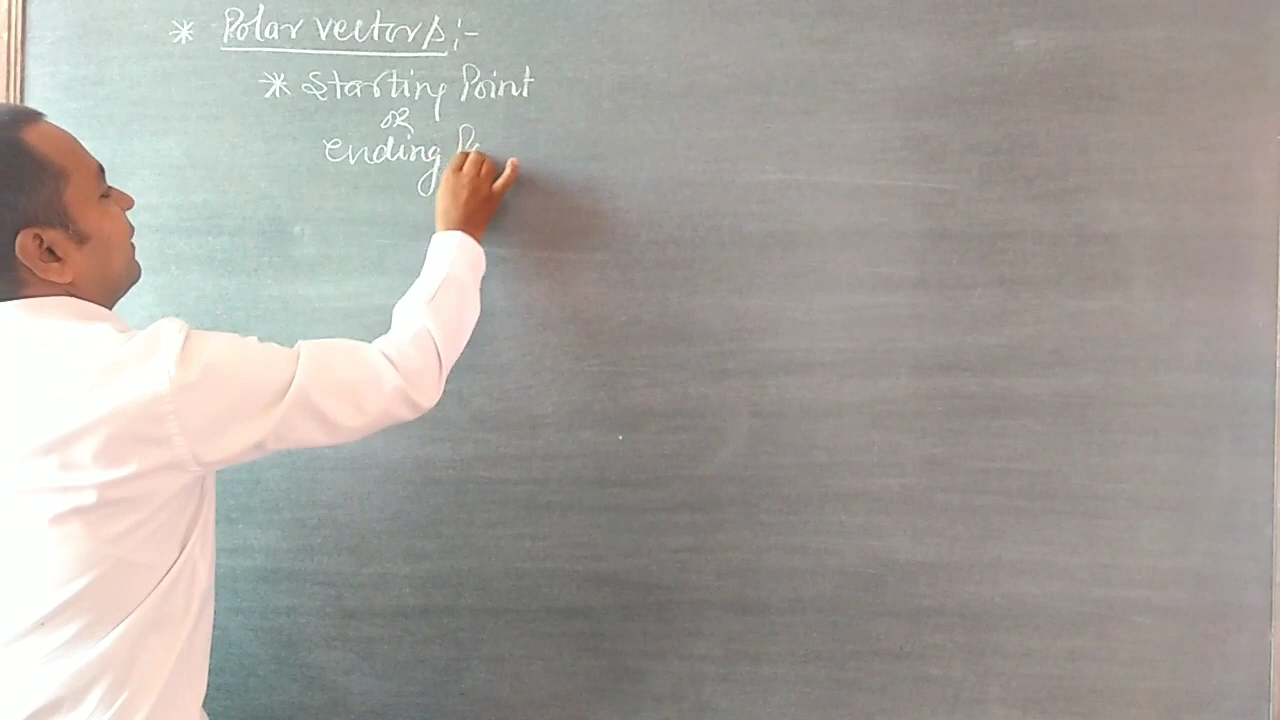 * Polar vectors:-
* Starting Point
or
ending P